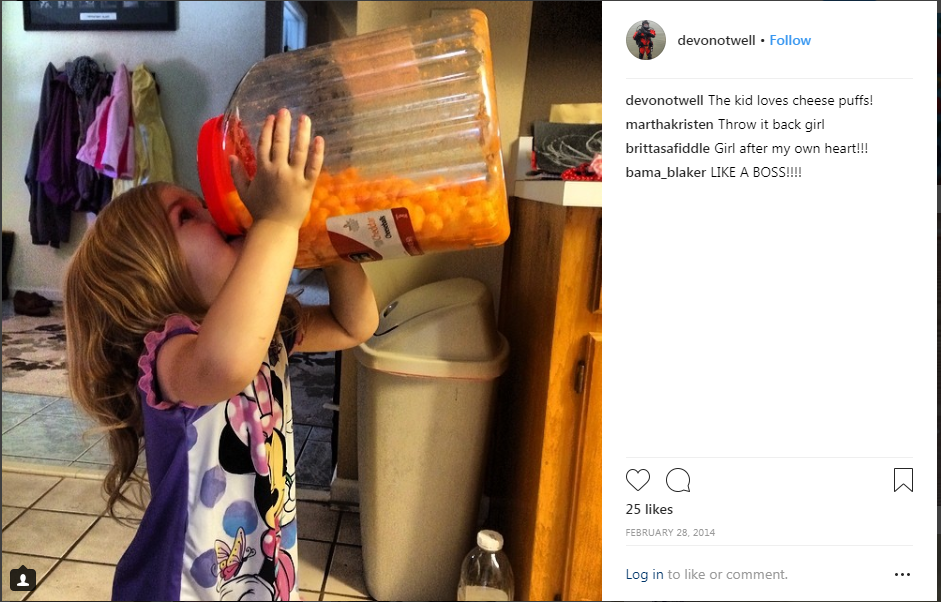 devonotwell • Follow
devonotwell The kid loves cheese puffs!
marthakristen Throw it back girl
brittasafiddle Girl after my own heart!!!
bama_blaker LIKE A BOSS!!!!
25 likes
FEBRUARY 28, 2014
Log in to like or comment.